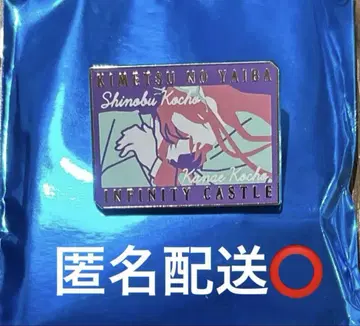 KIMETSU NO YAIBA
Shinobu Kocho
Kanae Kocho
INFINITY CASTLE
匿名配送⭕